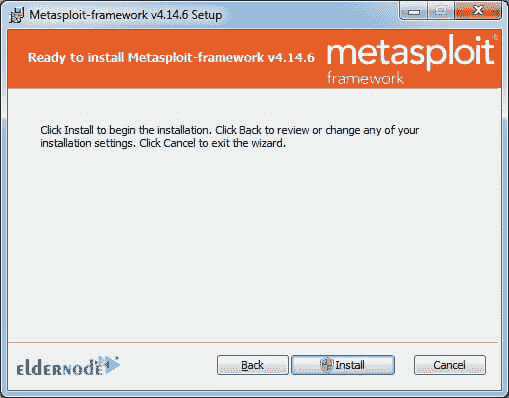 Metasploit-framework v4.14.6 Setup
Ready to install Metasploit-framework v4.14.6
metasploit®
framework
Click Install to begin the installation. Click Back to review or change any of your
installation settings. Click Cancel to exit the wizard.
ELDERNODE
Back Install Cancel